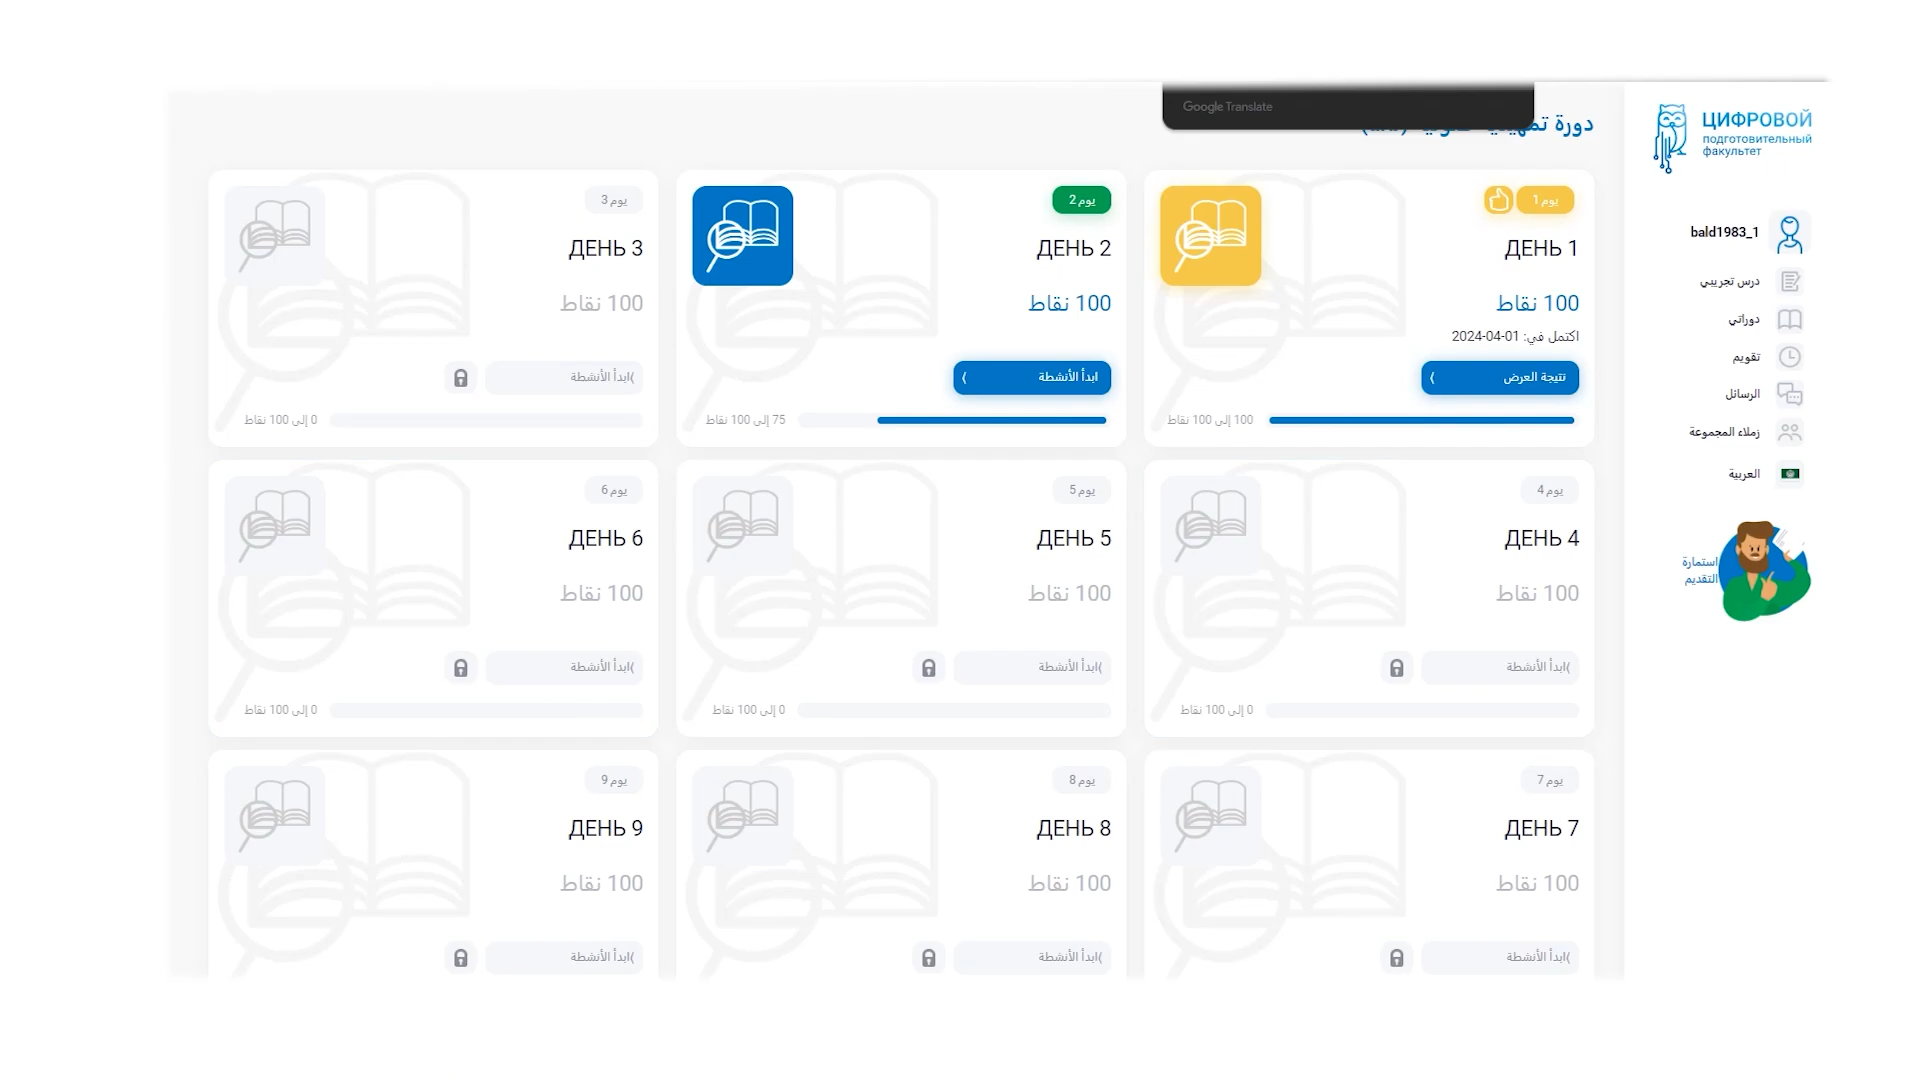 Google Translate
دورة
ЦИФРОВОЙ
подготовительный
факультет
bald1983_1
درس تجريبي
دوراتي
تقويم
الرسائل
زملاء المجموعة
العربية
استمارة
التقديم
يوم 1
ДЕНЬ 1
100 نقاط
اكتمل في: 01-04-2024
نتيجة العرض
100 إلى 100 نقاط
يوم 2
ДЕНЬ 2
100 نقاط
ابدأ الأنشطة
75 إلى 100 نقاط
يوم 3
ДЕНЬ 3
100 نقاط
ابدأ الأنشطة
0 إلى 100 نقاط
يوم 4
ДЕНЬ 4
100 نقاط
ابدأ الأنشطة
0 إلى 100 نقاط
يوم 5
ДЕНЬ 5
100 نقاط
ابدأ الأنشطة
0 إلى 100 نقاط
يوم 6
ДЕНЬ 6
100 نقاط
ابدأ الأنشطة
0 إلى 100 نقاط
يوم 7
ДЕНЬ 7
100 نقاط
ابدأ الأنشطة
يوم 8
ДЕНЬ 8
100 نقاط
ابدأ الأنشطة
يوم 9
ДЕНЬ 9
100 نقاط
ابدأ الأنشطة